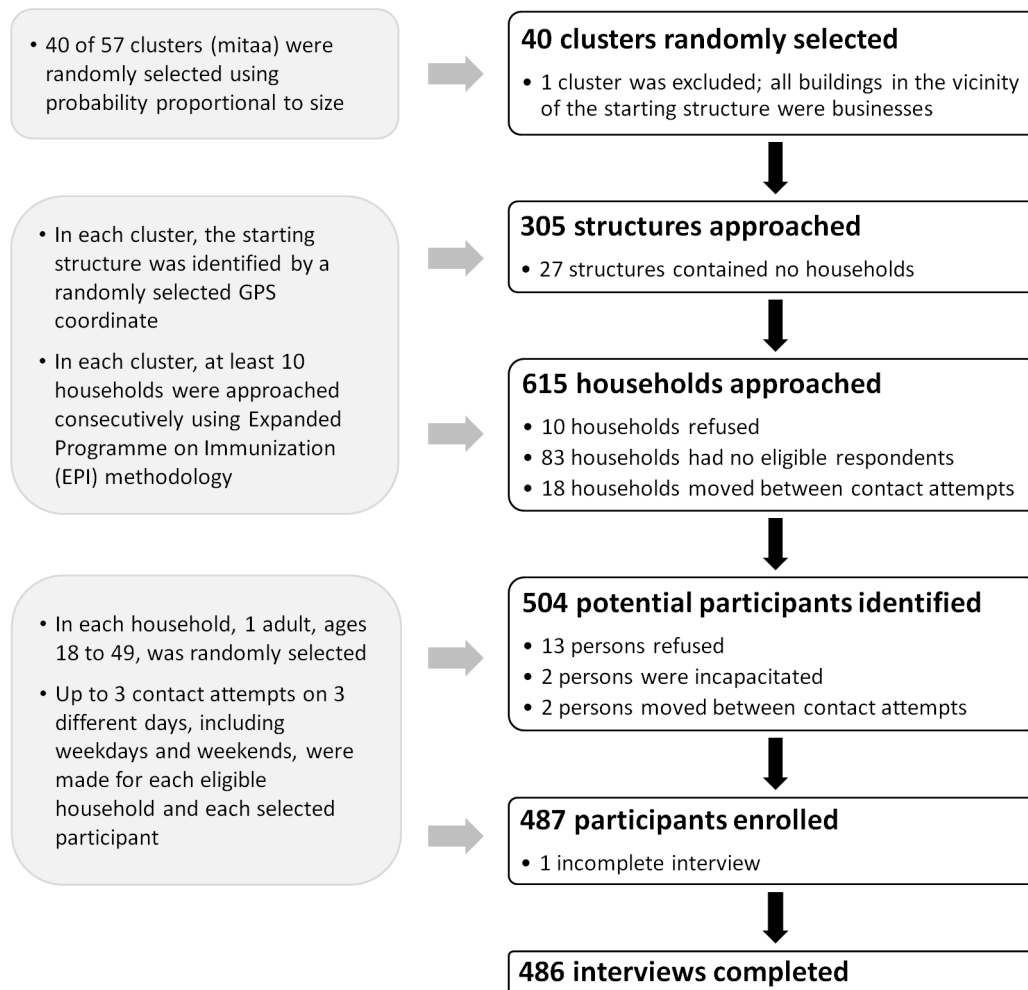 • 40 of 57 clusters (mitaa) were
randomly selected using
probability proportional to size
40 clusters randomly selected
• 1 cluster was excluded; all buildings in the vicinity
of the starting structure were businesses
• In each cluster, the starting
structure was identified by a
randomly selected GPS
coordinate
• In each cluster, at least 10
households were approached
consecutively using Expanded
Programme on Immunization
(EPI) methodology
305 structures approached
• 27 structures contained no households
615 households approached
• 10 households refused
• 83 households had no eligible respondents
• 18 households moved between contact attempts
• In each household, 1 adult, ages
18 to 49, was randomly selected
• Up to 3 contact attempts on 3
different days, including
weekdays and weekends, were
made for each eligible
household and each selected
participant
504 potential participants identified
• 13 persons refused
• 2 persons were incapacitated
• 2 persons moved between contact attempts
487 participants enrolled
• 1 incomplete interview
486 interviews completed